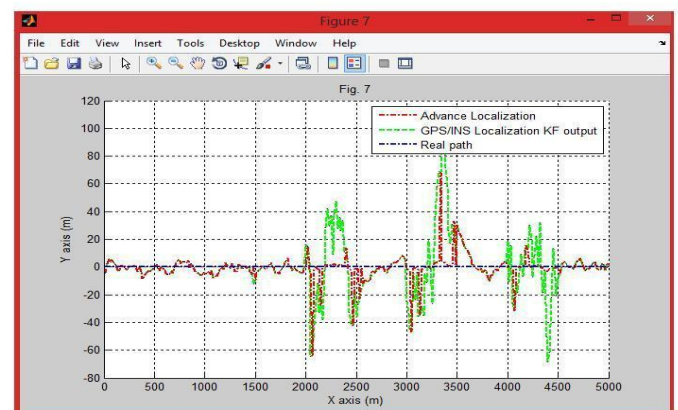 Figure 7
File Edit View Insert Tools Desktop Window Help
Fig. 7
Advance Localization
GPS/INS Localization KF output
Real path
120
100
80
60
40
20
0
-20
-40
-60
-80
Y axis (m)
0 500 1000 1500 2000 2500 3000 3500 4000 4500 5000
X axis (m)